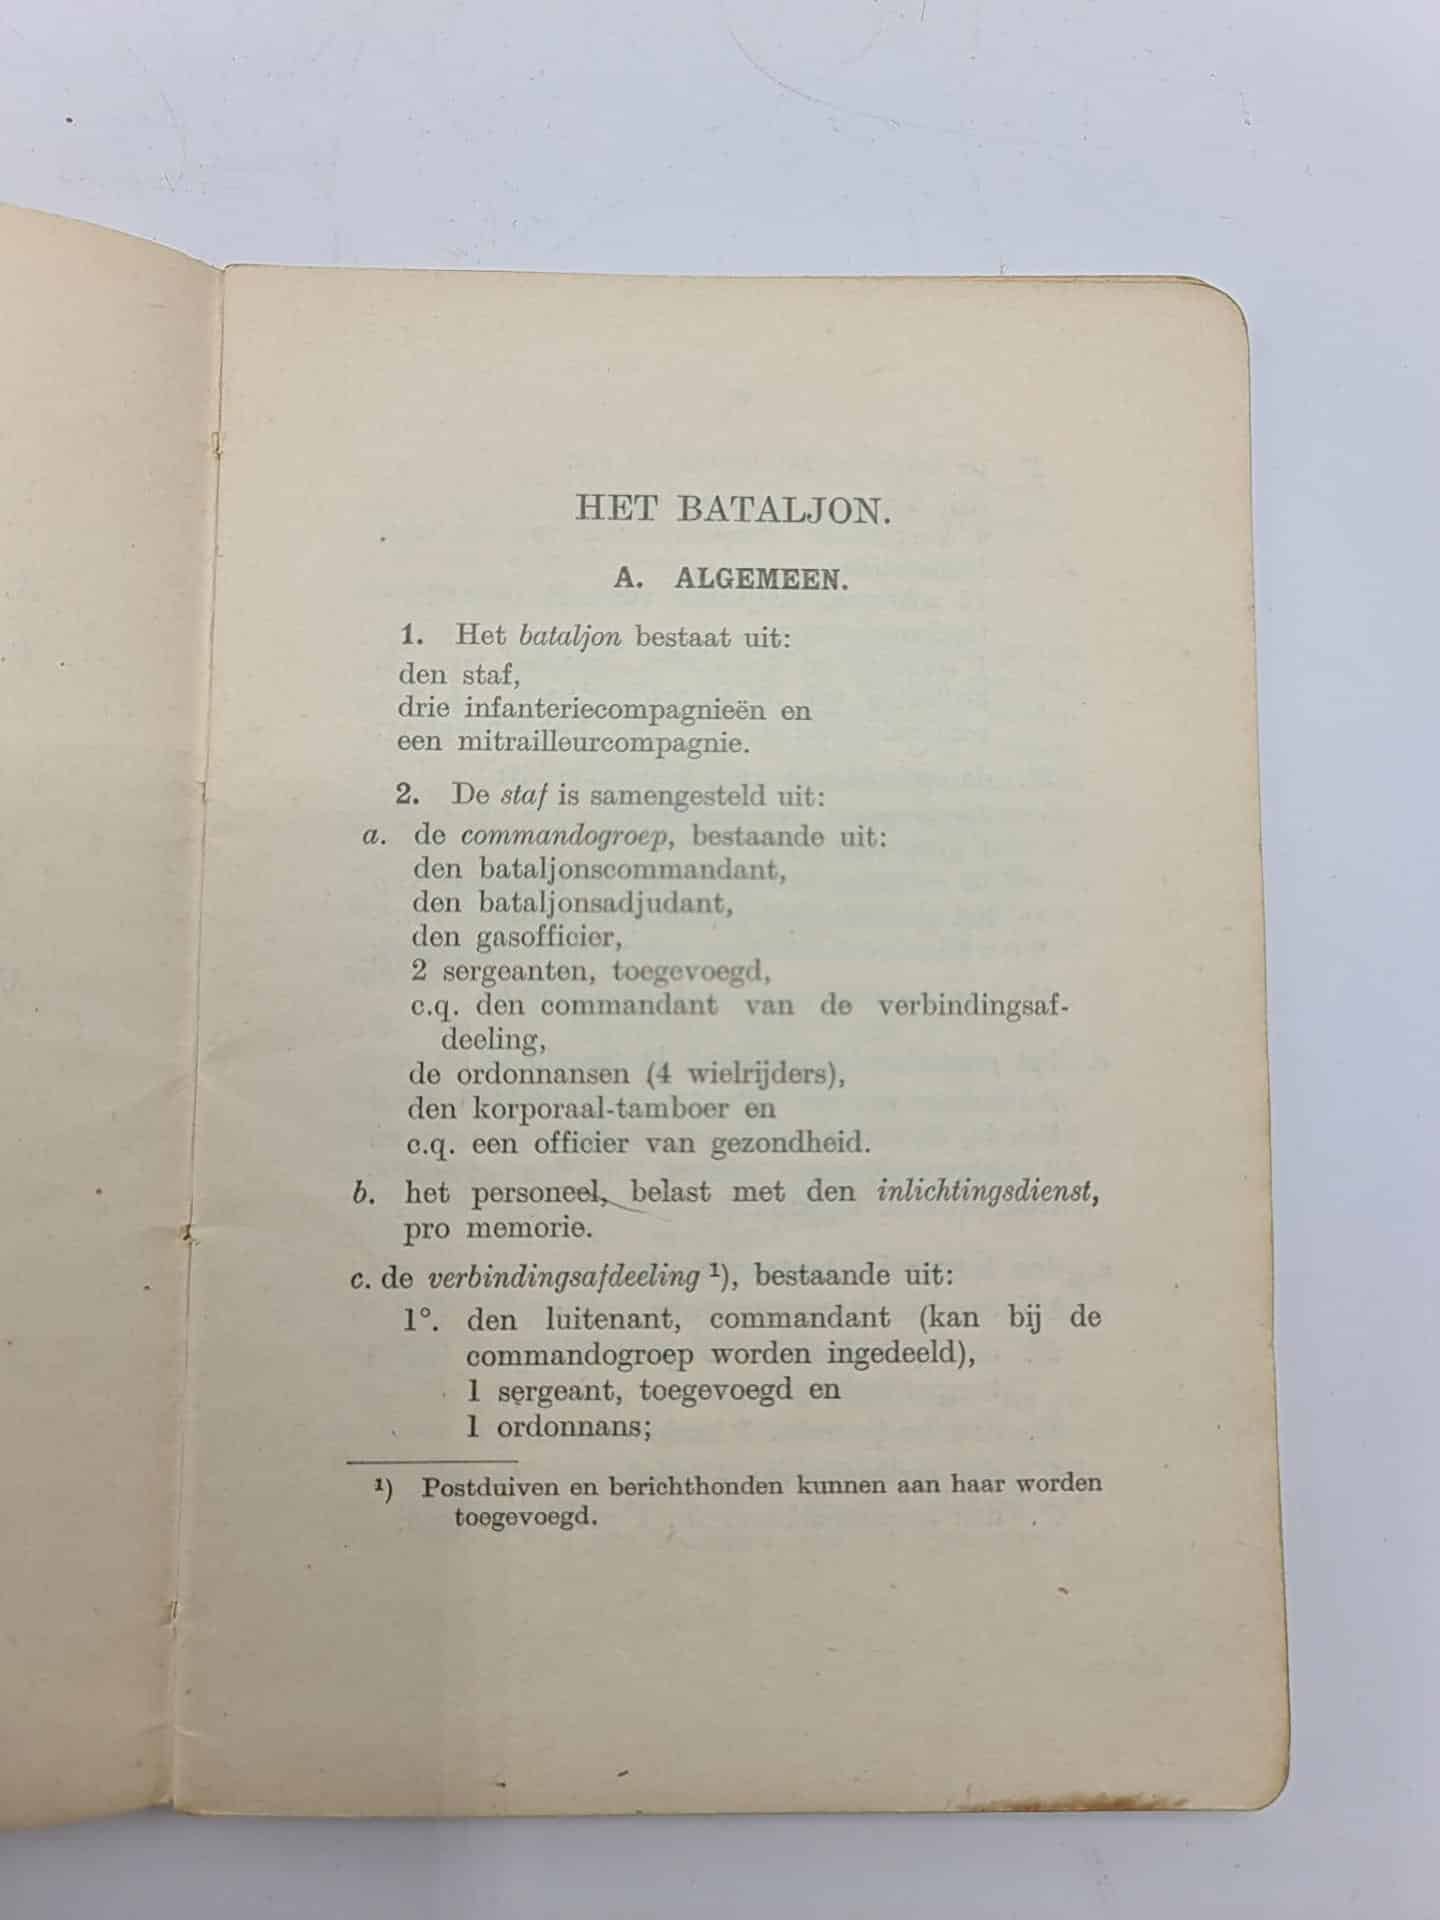 HET BATALJON.
A. ALGEMEEN.
1. Het bataljon bestaat uit:
den staf,
drie infanteriecompagnieën en
een mitrailleurcompagnie.
2. De staf is samengesteld uit:
a. de commandogroep, bestaande uit:
den bataljonscommandant,
den bataljonsadjudant,
den gasofficier,
2 sergeanten, toegevoegd,
c.q. den commandant van de verbindingsaf-
deeling,
de ordonnansen (4 wielrijders),
den korporaal-tamboer en
c.q. een officier van gezondheid.
b. het personeel, belast met den inlichtingsdienst,
pro memorie.
c. de verbindingsafdeeling ¹), bestaande uit:
1°. den luitenant, commandant (kan bij de
commandogroep worden ingedeeld),
1 sergeant, toegevoegd en
1 ordonnans;
¹) Postduiven en berichthonden kunnen aan haar worden
toegevoegd.